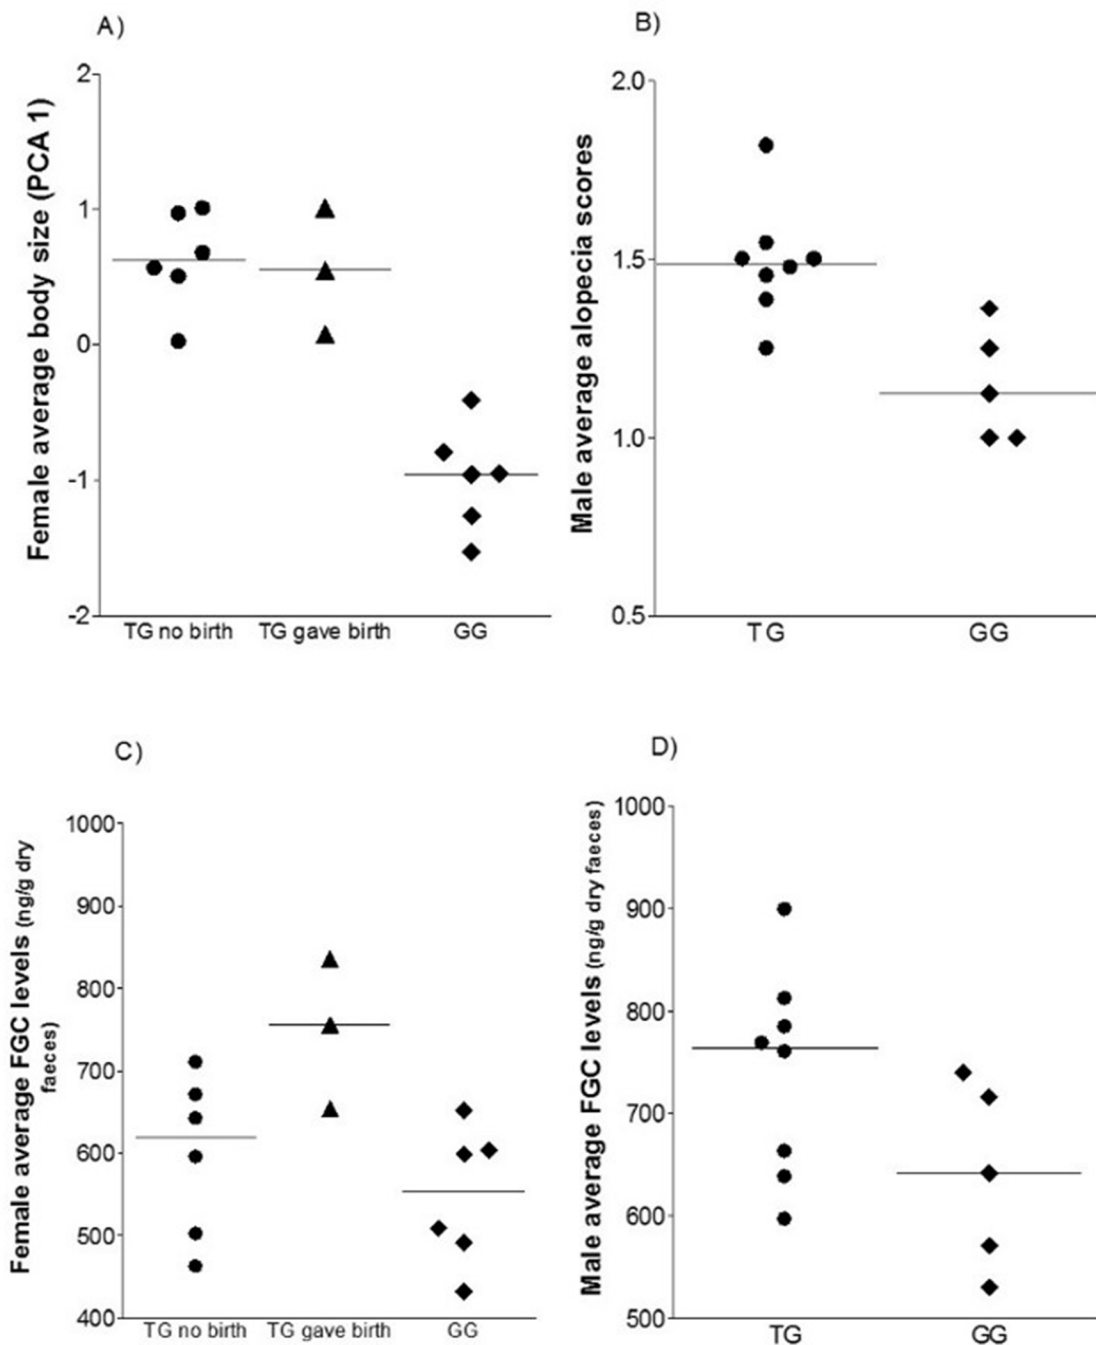 A)
Female average body size (PCA 1)
2
1
0
-1
-2
TG no birth TG gave birth GG
B)
Male average alopecia scores
2.0
1.5
1.0
0.5
TG GG
C)
Female average FGC levels (ng/g dry
faeces)
1000
900
800
700
600
500
400
TG no birth TG gave birth GG
D)
Male average FGC levels (ng/g dry faeces)
1000
900
800
700
600
500
TG GG